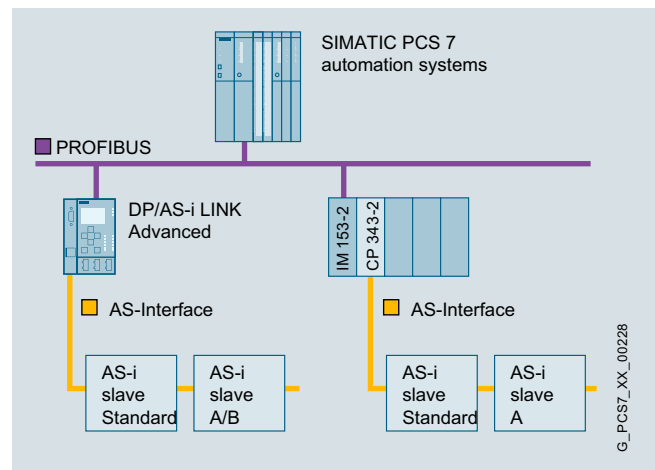 SIMATIC PCS 7
automation systems
PROFIBUS
DP/AS-i LINK
Advanced
IM 153-2
CP 343-2
AS-Interface
AS-Interface
AS-i
slave
Standard
AS-i
slave
A/B
AS-i
slave
Standard
AS-i
slave
A
G_PCS7_XX_00228